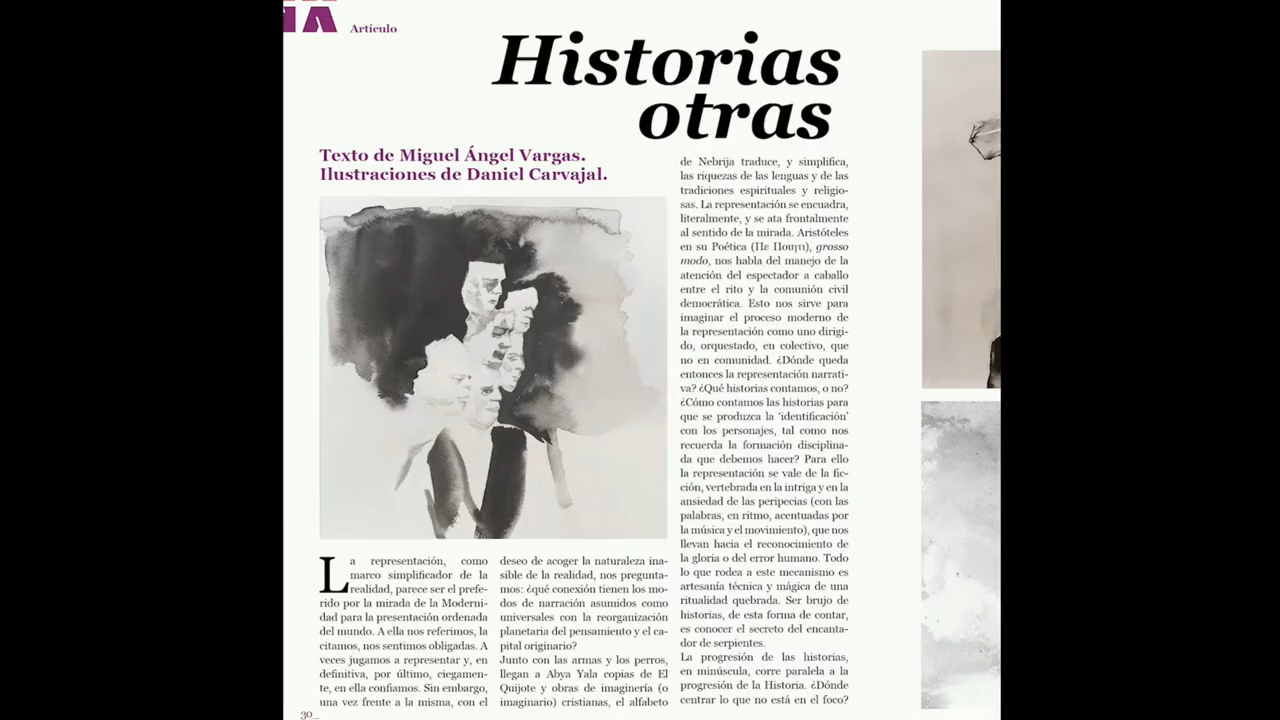 Artículo
Historias
otras
Texto de Miguel Ángel Vargas.
Ilustraciones de Daniel Carvajal.
La representación, como
marco simplificador de la
realidad, parece ser el prefe-
rido por la mirada de la Moderni-
dad para la presentación ordenada
del mundo. A ella nos referimos, la
citamos, nos sentimos obligadas. A
veces jugamos a representar y, en
definitiva, por último, ciegamen-
te, en ella confiamos. Sin embargo,
una vez frente a la misma, con el
deseo de acoger la naturaleza ina-
sible de la realidad, nos pregunta-
mos: ¿qué conexión tienen los mo-
dos de narración asumidos como
universales con la reorganización
planetaria del pensamiento y el ca-
pital originario?
Junto con las armas y los perros,
llegan a Abya Yala copias de El
Quijote y obras de imaginería (o
imaginario) cristianas, el alfabeto
de Nebrija traduce, y simplifica,
las riquezas de las lenguas y de las
tradiciones espirituales y religio-
sas. La representación se encuadra,
literalmente, y se ata frontalmente
al sentido de la mirada. Aristóteles
en su Poética (Πε Ποιητι), grosso
modo, nos habla del manejo de la
atención del espectador a caballo
entre el rito y la comunión civil
democrática. Esto nos sirve para
imaginar el proceso moderno de
la representación como uno dirigi-
do, orquestado, en colectivo, que
no en comunidad. ¿Dónde queda
entonces la representación narrati-
va? ¿Qué historias contamos, o no?
¿Cómo contamos las historias para
que se produzca la ‘identificación’
con los personajes, tal como nos
recuerda la formación disciplina-
da que debemos hacer? Para ello
la representación se vale de la fic-
ción, vertebrada en la intriga y en la
ansiedad de las peripecias (con las
palabras, en ritmo, acentuadas por
la música y el movimiento), que nos
llevan hacia el reconocimiento de
la gloria o del error humano. Todo
lo que rodea a este mecanismo es
artesanía técnica y mágica de una
ritualidad quebrada. Ser brujo de
historias, de esta forma de contar,
es conocer el secreto del encanta-
dor de serpientes.
La progresión de las historias,
en minúscula, corre paralela a la
progresión de la Historia. ¿Dónde
centrar lo que no está en el foco?
30_